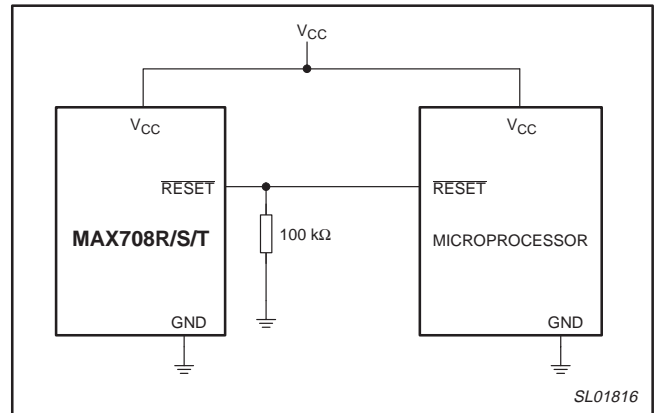 VCC
VCC
RESET
MAX708R/S/T
GND
100 kΩ
VCC
RESET
MICROPROCESSOR
GND
SL01816